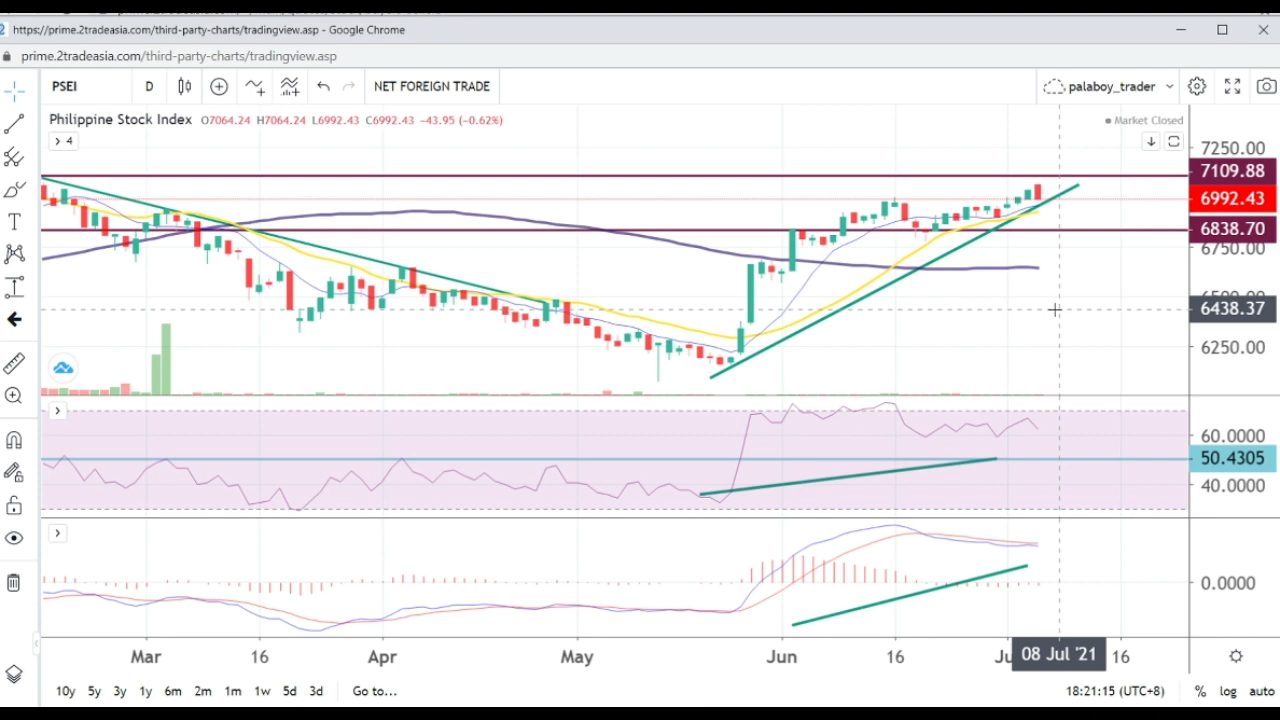 https://prime.2tradeasia.com/third-party-charts/tradingview.asp - Google Chrome
prime.2tradeasia.com/third-party-charts/tradingview.asp
PSEI D NET FOREIGN TRADE palaboy_trader
Philippine Stock Index O7064.24 H7064.24 L6992.43 C6992.43 -43.95 (-0.62%)
Market Closed
4
7250.00
7109.88
6992.43
6838.70
6750.00
6438.37
6250.00
60.0000
50.4305
40.0000
0.0000
Mar 16 Apr May Jun 16 08 Jul '21 16
10y 5y 3y 1y 6m 2m 1m 1w 5d 3d Go to... 18:21:15 (UTC+8) % log auto